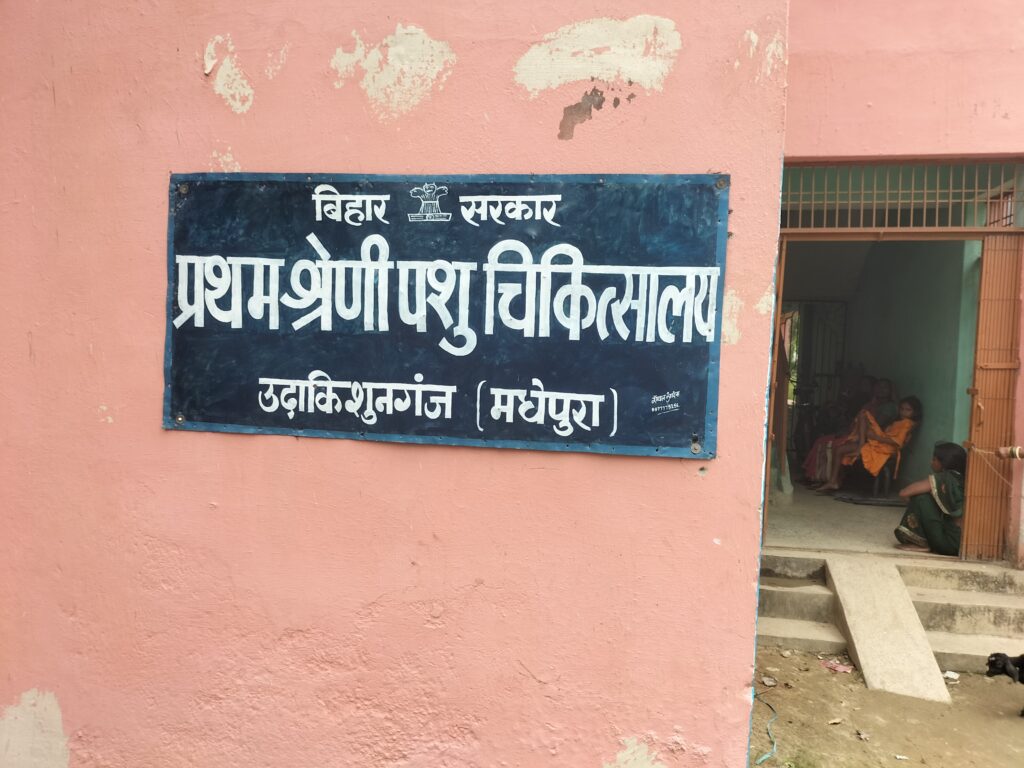 बिहार सरकार
प्रथम श्रेणी पशु चिकित्सालय
उदाकिशुनगंज (मधेपुरा)